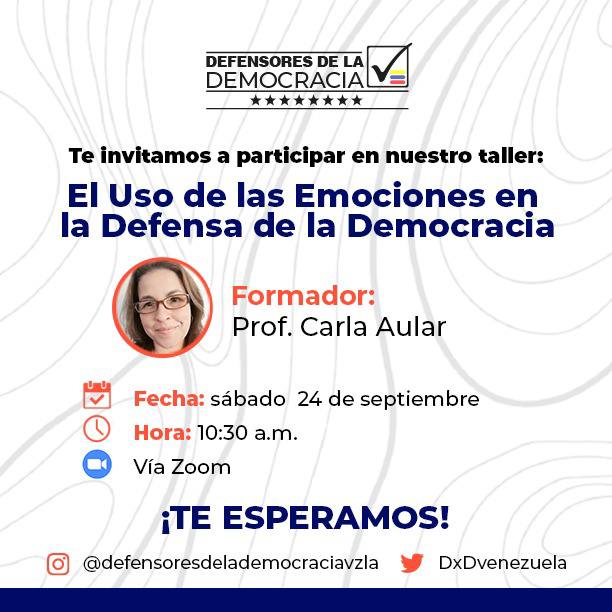 DEFENSORES DE LA
DEMOCRACIA
Te invitamos a participar en nuestro taller:
El Uso de las Emociones en
la Defensa de la Democracia
Formador:
Prof. Carla Aular
Fecha: sábado 24 de septiembre
Hora: 10:30 a.m.
Vía Zoom
¡TE ESPERAMOS!
@defensoresdelademocraciavzla DxDvenezuela